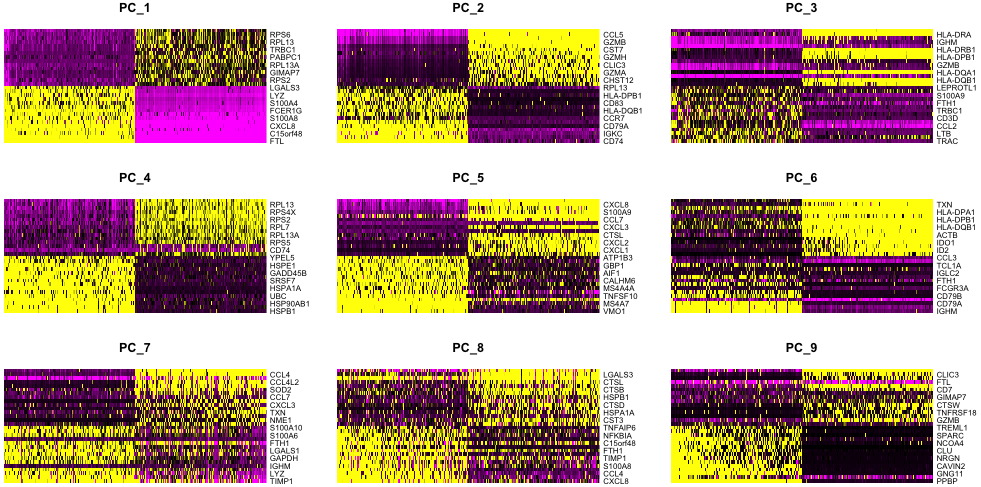 PC_1
RPS6
RPL13
TRBC1
PABPC1
RPL13A
GIMAP7
RPS2
LGALS3
LYZ
S100A4
FCER1G
S100A8
CXCL8
C15orf48
FTL
PC_2
CCL5
GZMB
CST7
GZMH
CLIC3
GZMA
CHST12
RPL13
HLA-DPB1
CD83
HLA-DQB1
CCR7
CD79A
IGKC
CD74
PC_3
HLA-DRA
IGHM
HLA-DRB1
HLA-DPB1
GZMB
HLA-DQA1
HLA-DQB1
LEPROTL1
S100A9
FTH1
TRBC1
CD3D
CCL2
LTB
TRAC
PC_4
RPL13
RPS4X
RPS2
RPL7
RPL13A
RPS5
CD74
YPEL5
HSPE1
GADD45B
SRSF7
HSPA1A
UBC
HSP90AB1
HSPB1
PC_5
CXCL8
S100A9
CCL7
CXCL3
CTSL
CXCL2
CXCL1
ATP1B3
GBP1
AIF1
CALHM6
MS4A4A
TNFSF10
MS4A7
VMO1
PC_6
TXN
HLA-DPA1
HLA-DPB1
HLA-DQB1
ACTB
IDO1
ID2
CCL3
TCL1A
IGLC2
FTH1
FCGR3A
CD79B
CD79A
IGHM
PC_7
CCL4
CCL4L2
SOD2
CCL7
CXCL3
TXN
NME1
S100A10
S100A6
FTH1
LGALS1
GAPDH
IGHM
LYZ
TIMP1
PC_8
LGALS3
CTSL
CTSB
HSPB1
CTSD
HSPA1A
CST3
TNFAIP6
NFKBIA
C15orf48
FTH1
TIMP1
S100A8
CCL4
CXCL8
PC_9
CLIC3
FTL
CD7
GIMAP7
CTSW
TNFRSF18
GZMB
TREML1
SPARC
NCOA4
CLU
NRGN
CAVIN2
GNG11
PPBP